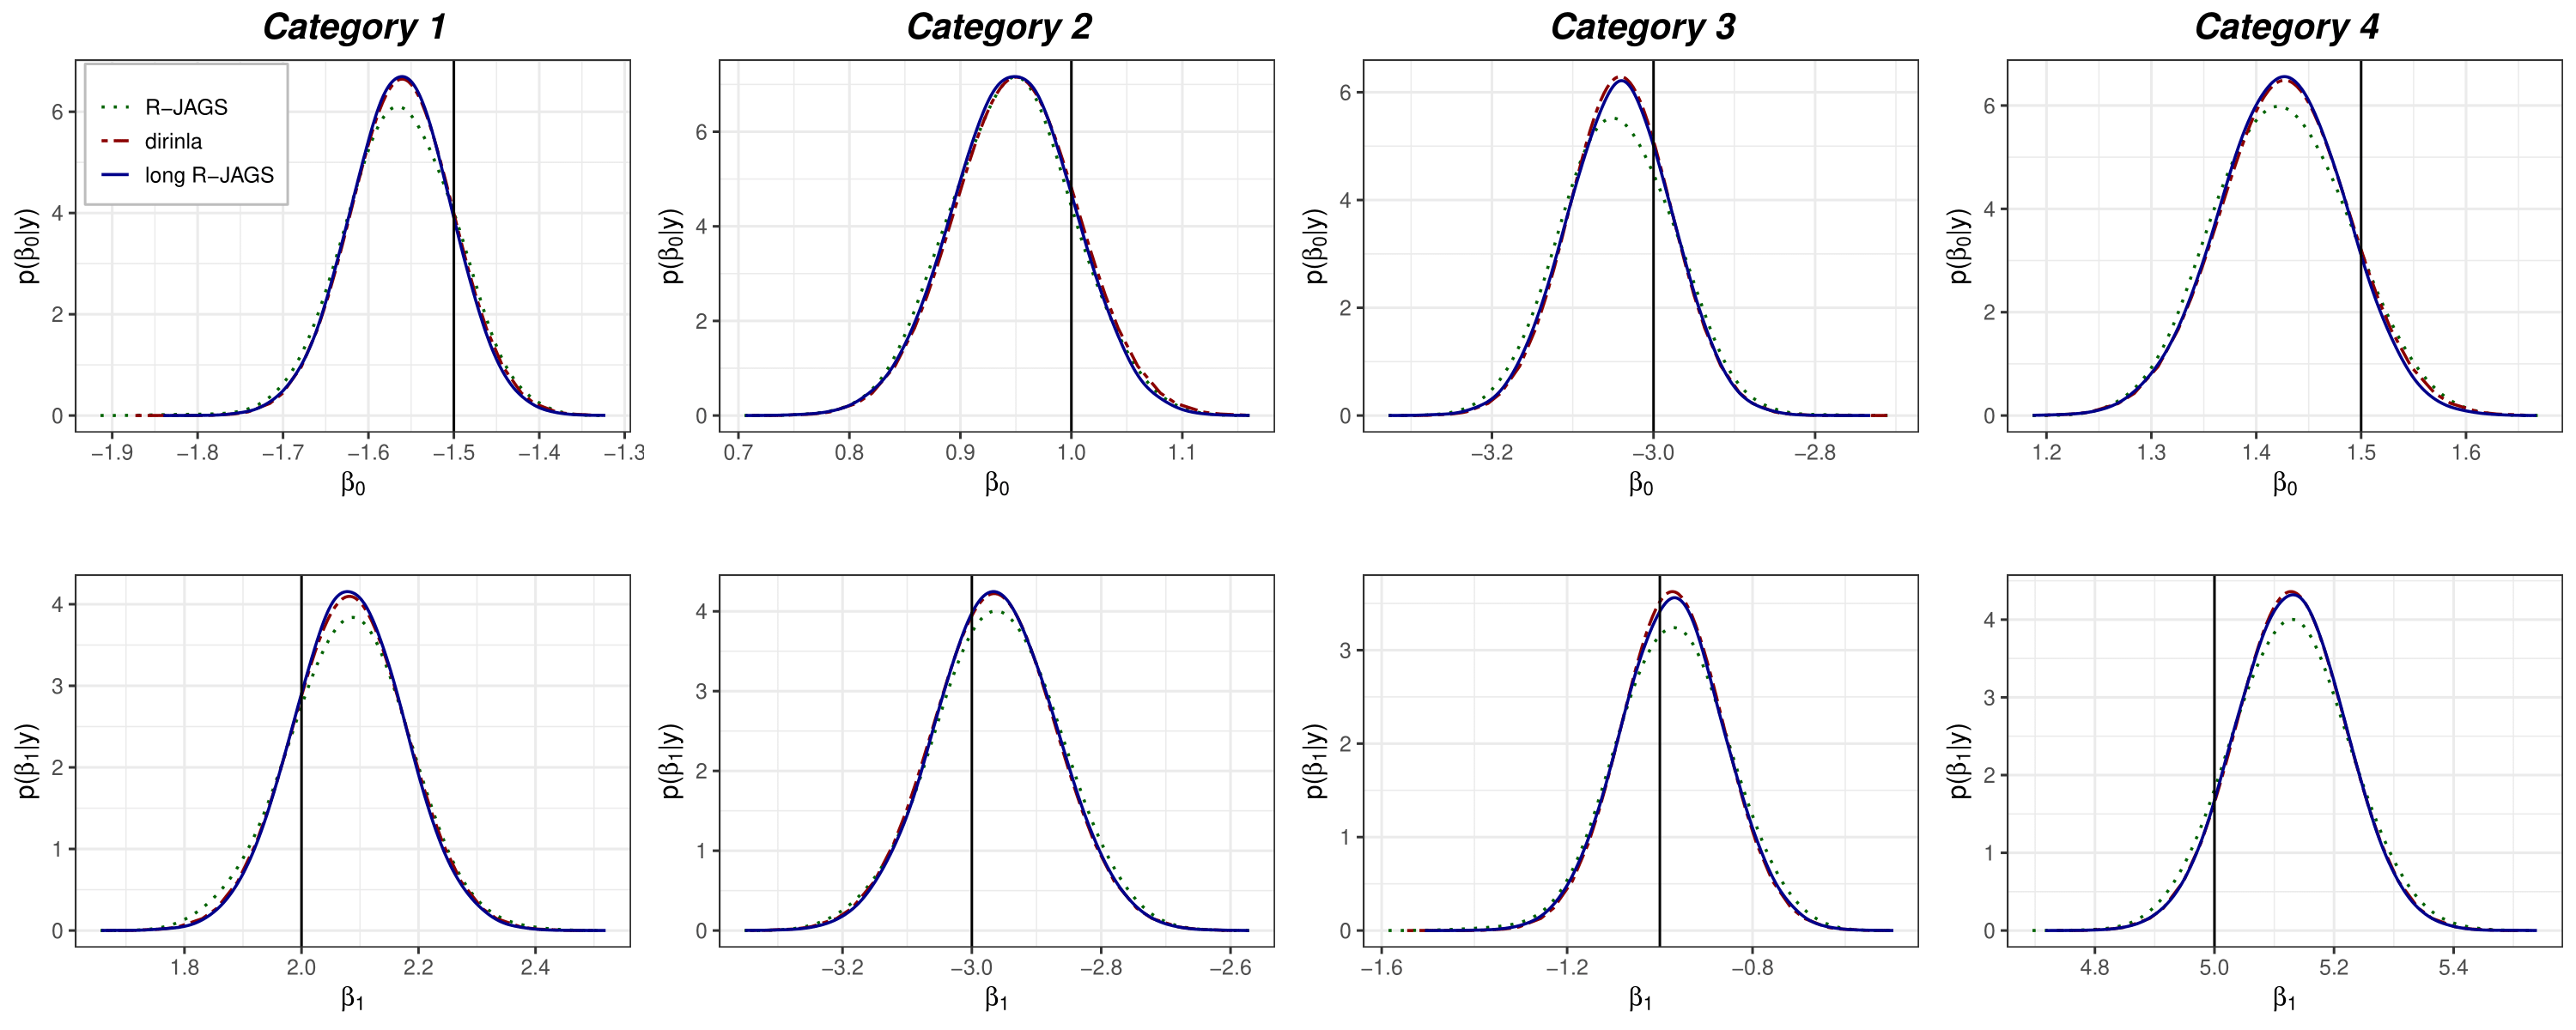 Category 1
Category 2
Category 3
Category 4
R−JAGS
dirinla
long R−JAGS
p(β₀|y)
6
4
2
0
−1.9 −1.8 −1.7 −1.6 −1.5 −1.4 −1.3
β₀
p(β₀|y)
6
4
2
0
0.7 0.8 0.9 1.0 1.1
β₀
p(β₀|y)
6
4
2
0
−3.2 −3.0 −2.8
β₀
p(β₀|y)
6
4
2
0
1.2 1.3 1.4 1.5 1.6
β₀
p(β₁|y)
4
3
2
1
0
1.8 2.0 2.2 2.4
β₁
p(β₁|y)
4
3
2
1
0
−3.2 −3.0 −2.8 −2.6
β₁
p(β₁|y)
3
2
1
0
−1.6 −1.2 −0.8
β₁
p(β₁|y)
4
3
2
1
0
4.8 5.0 5.2 5.4
β₁